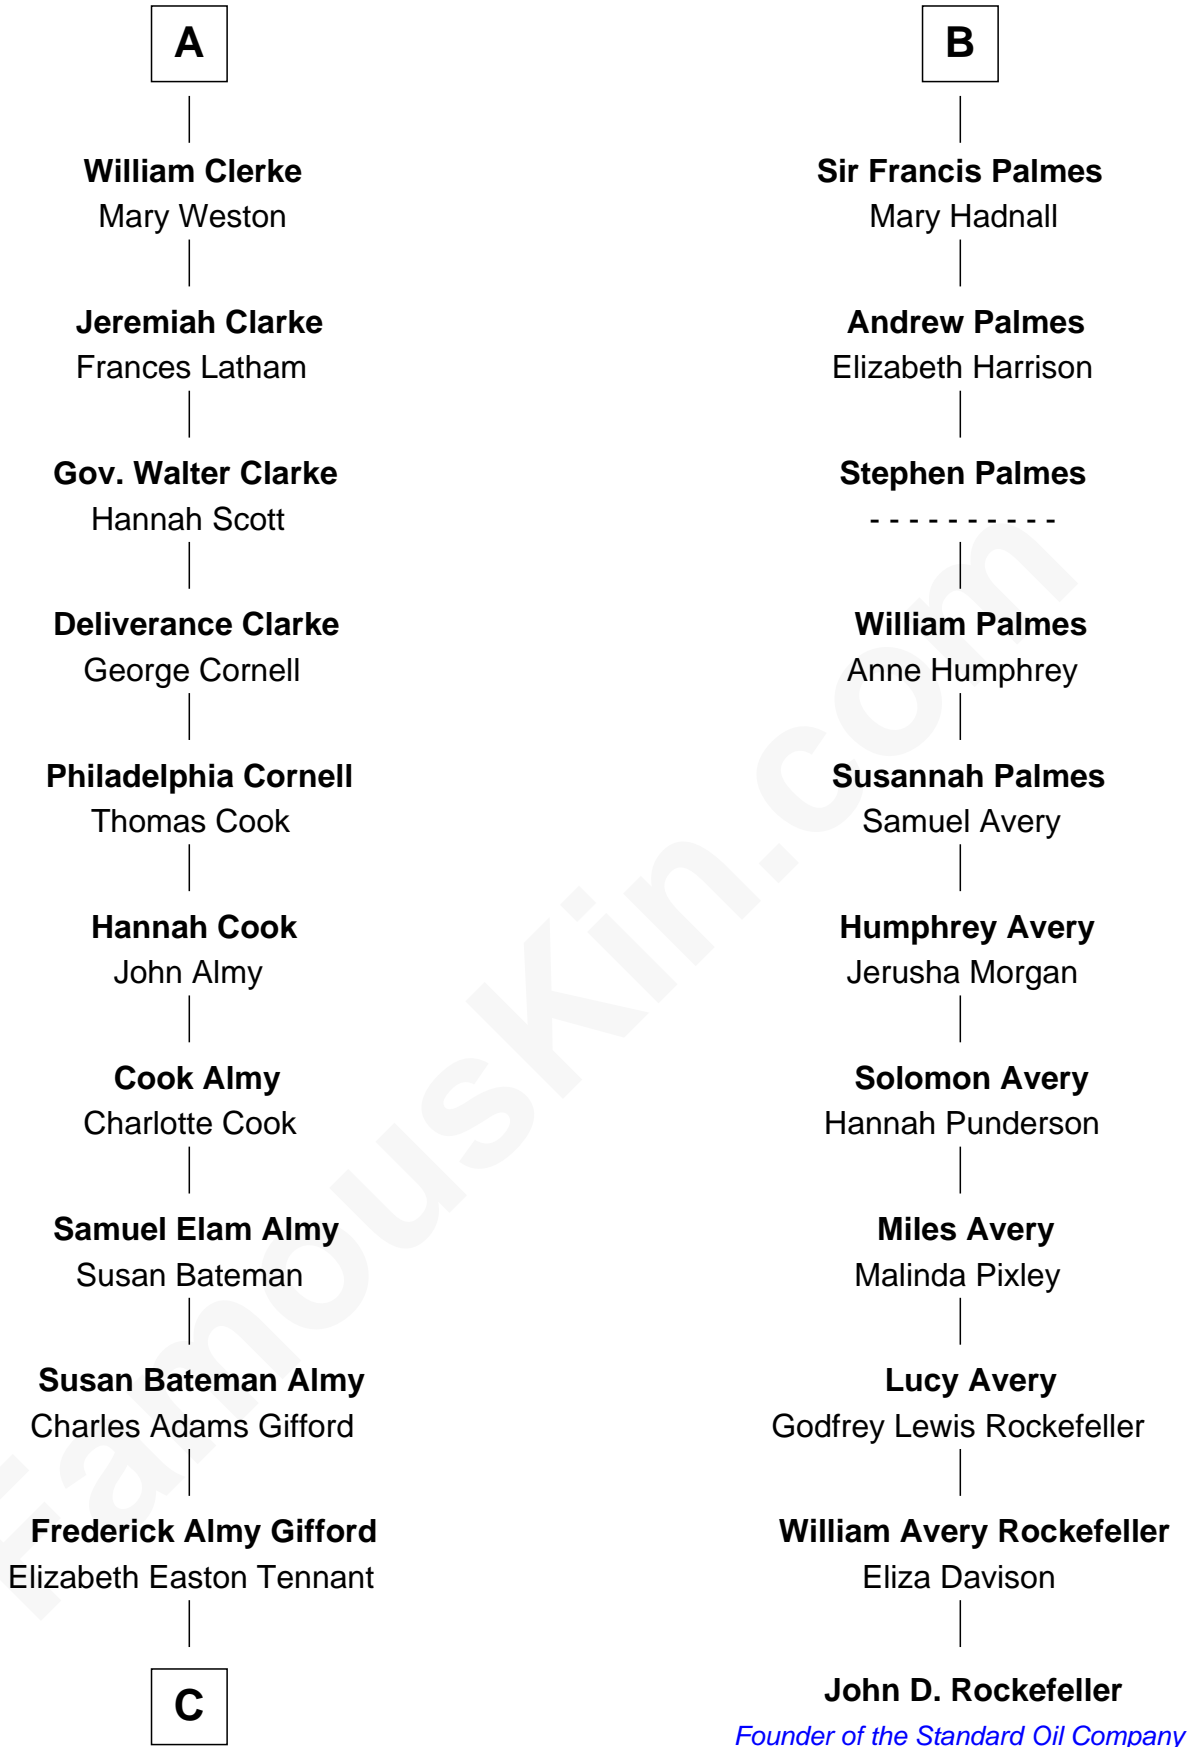 A
William Clerke
Mary Weston
Jeremiah Clarke
Frances Latham
Gov. Walter Clarke
Hannah Scott
Deliverance Clarke
George Cornell
Philadelphia Cornell
Thomas Cook
Hannah Cook
John Almy
Cook Almy
Charlotte Cook
Samuel Elam Almy
Susan Bateman
Susan Bateman Almy
Charles Adams Gifford
Frederick Almy Gifford
Elizabeth Easton Tennant
C
B
Sir Francis Palmes
Mary Hadnall
Andrew Palmes
Elizabeth Harrison
Stephen Palmes
- - - - - - - - - -
William Palmes
Anne Humphrey
Susannah Palmes
Samuel Avery
Humphrey Avery
Jerusha Morgan
Solomon Avery
Hannah Punderson
Miles Avery
Malinda Pixley
Lucy Avery
Godfrey Lewis Rockefeller
William Avery Rockefeller
Eliza Davison
John D. Rockefeller
Founder of the Standard Oil Company
FamousKin.com